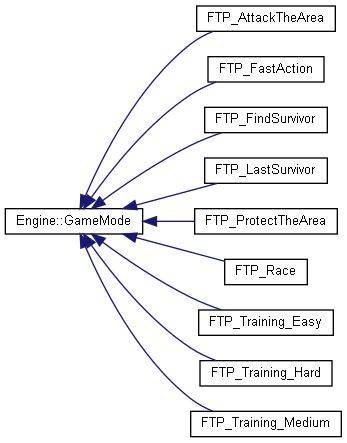 FTP_AttackTheArea
FTP_FastAction
FTP_FindSurvivor
FTP_LastSurvivor
Engine::GameMode
FTP_ProtectTheArea
FTP_Race
FTP_Training_Easy
FTP_Training_Hard
FTP_Training_Medium